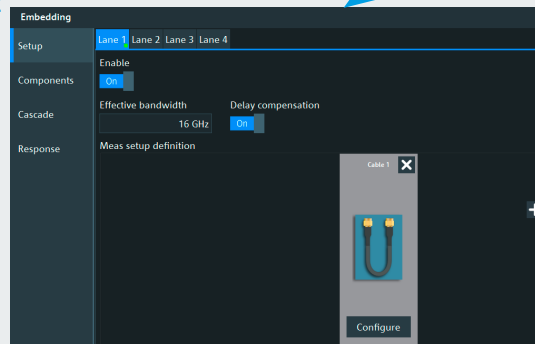 Embedding
Setup
Components
Cascade
Response
Lane 1 Lane 2 Lane 3 Lane 4
Enable
On
Effective bandwidth Delay compensation
16 GHz On
Meas setup definition
Cable 1
Configure